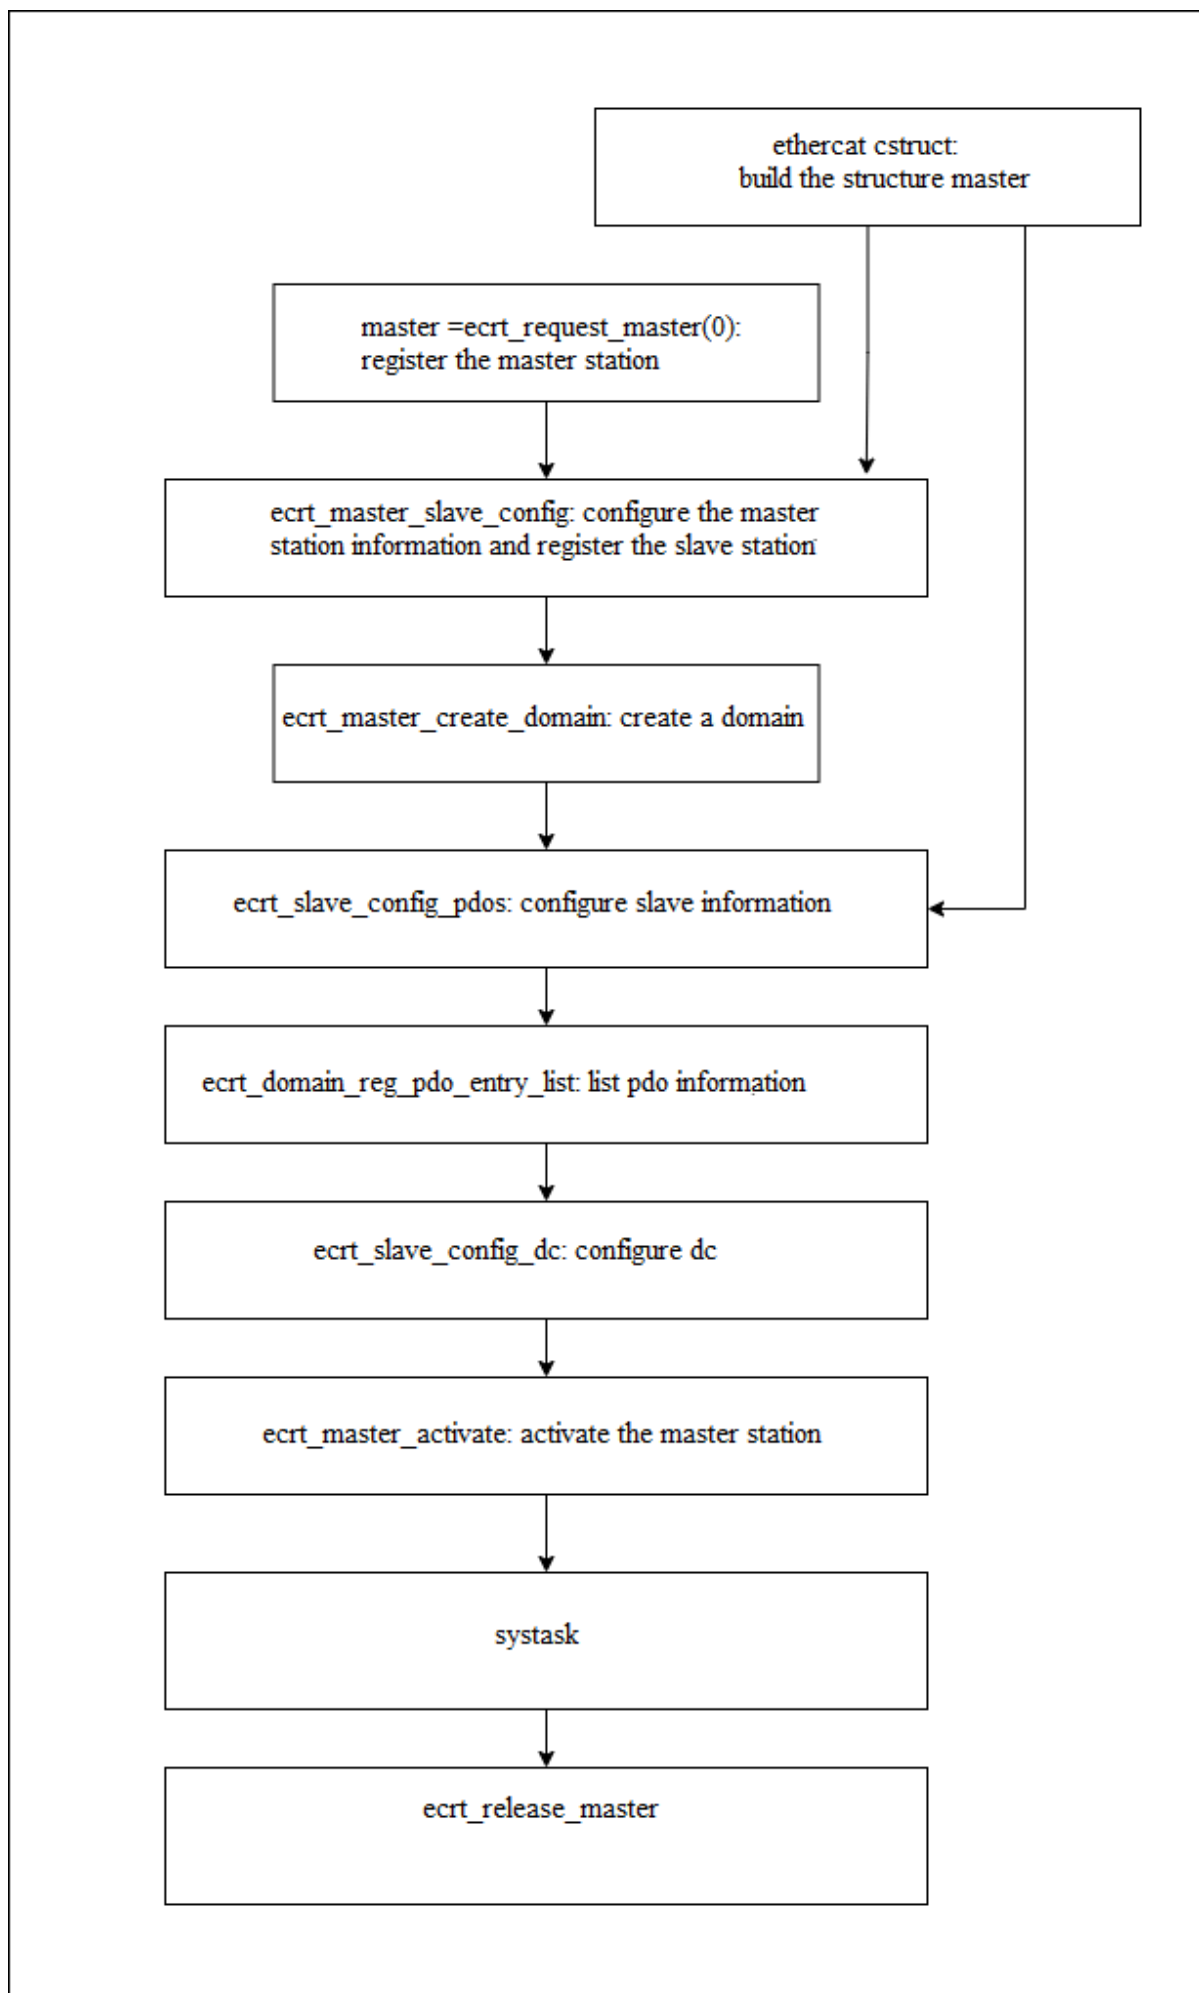 ethercat cstruct:
build the structure master
master =ecrt_request_master(0):
register the master station
ecrt_master_slave_config: configure the master
station information and register the slave station
ecrt_master_create_domain: create a domain
ecrt_slave_config_pdos: configure slave information
ecrt_domain_reg_pdo_entry_list: list pdo information
ecrt_slave_config_dc: configure dc
ecrt_master_activate: activate the master station
systask
ecrt_release_master